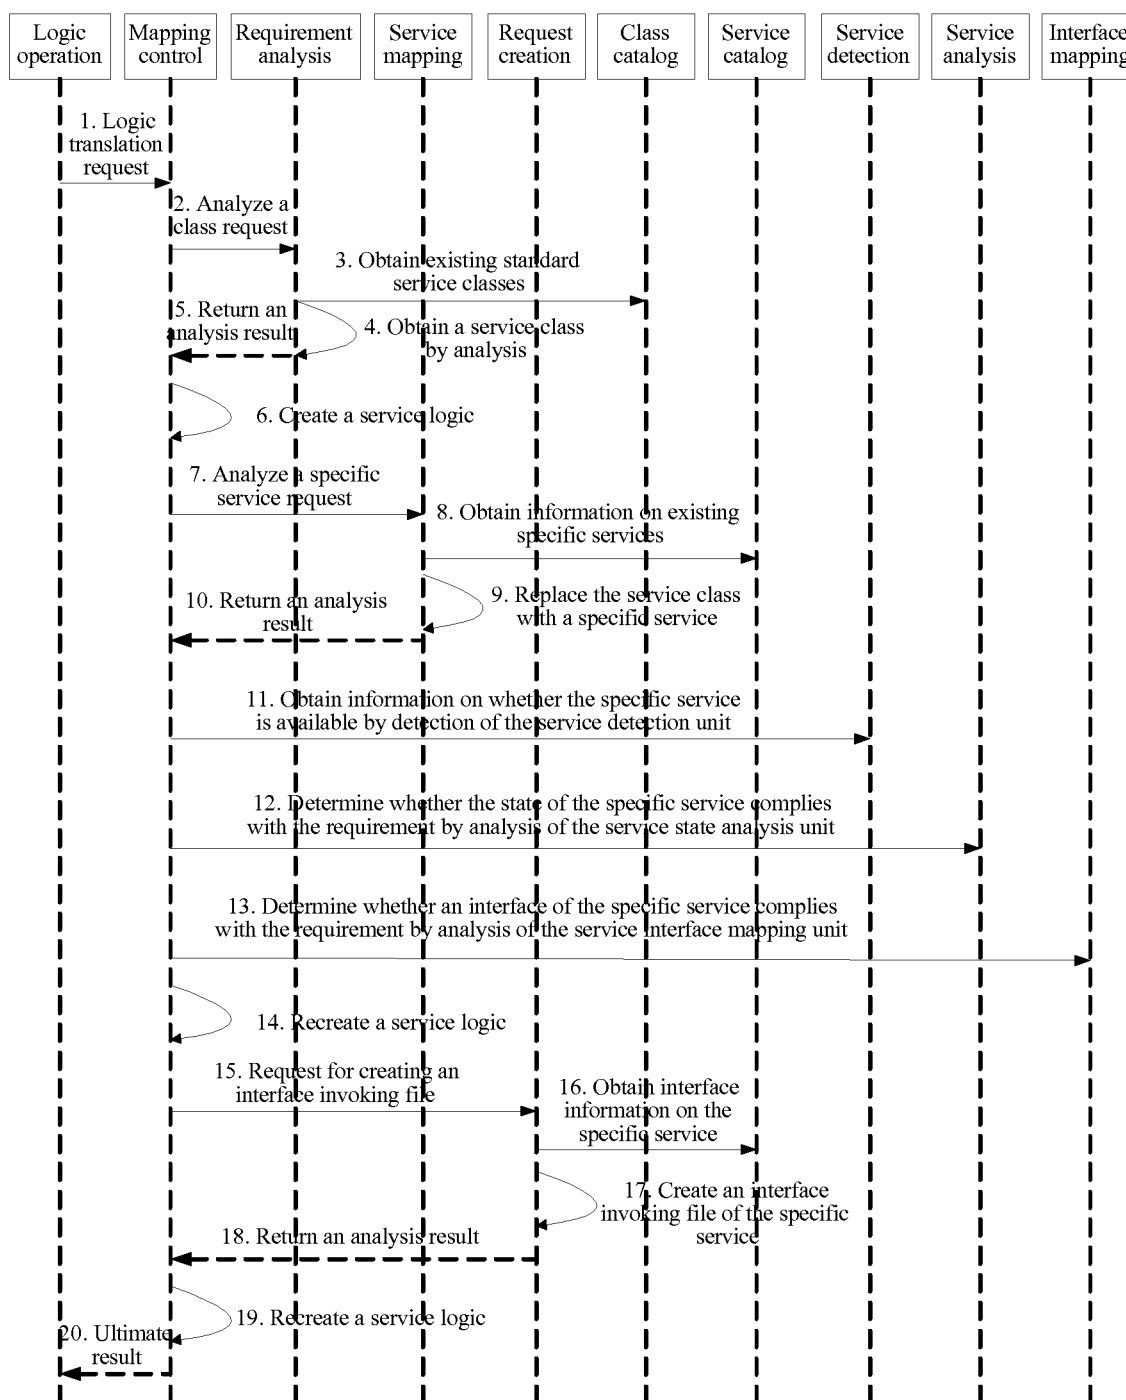 Logic
operation
Mapping
control
Requirement
analysis
Service
mapping
Request
creation
Class
catalog
Service
catalog
Service
detection
Service
analysis
Interface
mapping
1. Logic
translation
request
2. Analyze a
class request
3. Obtain existing standard
service classes
5. Return an
analysis result
4. Obtain a service class
by analysis
6. Create a service logic
7. Analyze a specific
service request
8. Obtain information on existing
specific services
9. Replace the service class
with a specific service
10. Return an analysis
result
11. Obtain information on whether the specific service
is available by detection of the service detection unit
12. Determine whether the state of the specific service complies
with the requirement by analysis of the service state analysis unit
13. Determine whether an interface of the specific service complies
with the requirement by analysis of the service interface mapping unit
14. Recreate a service logic
15. Request for creating an
interface invoking file
16. Obtain interface
information on the
specific service
17. Create an interface
invoking file of the specific
service
18. Return an analysis result
19. Recreate a service logic
20. Ultimate
result